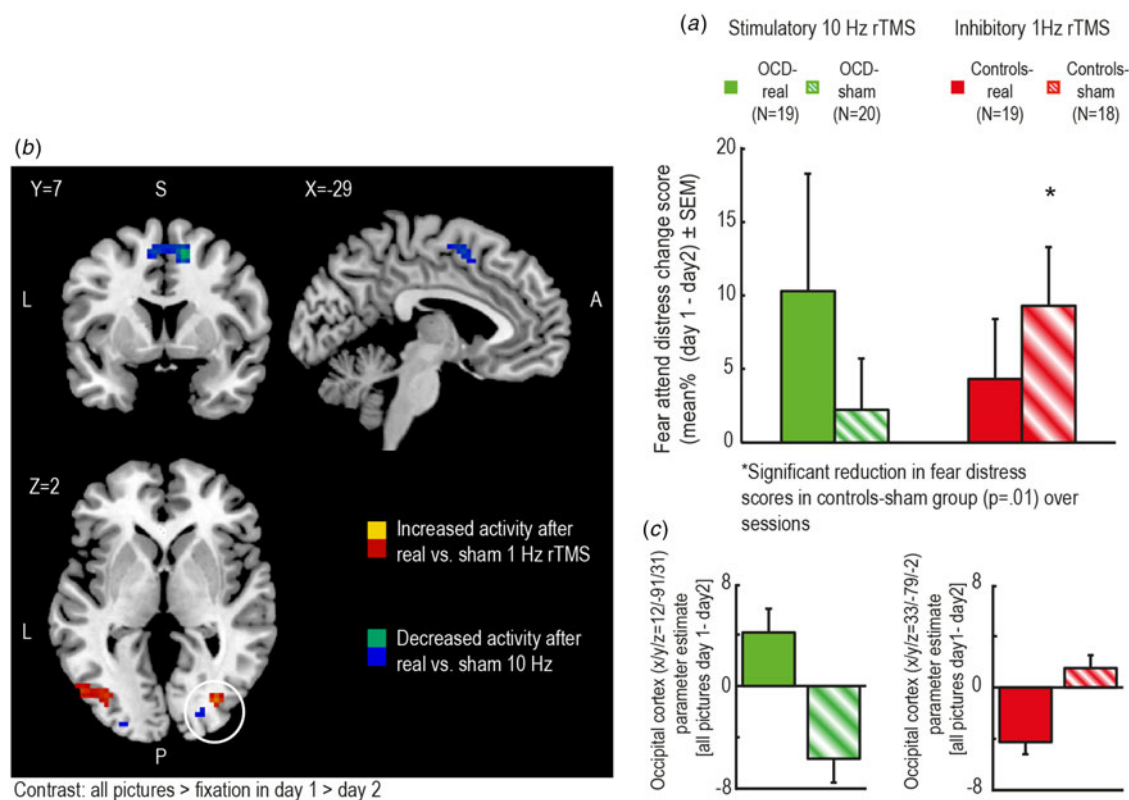 (a) Stimulatory 10 Hz rTMS Inhibitory 1Hz rTMS
OCD- OCD- Controls- Controls-
real sham real sham
(N=19) (N=20) (N=19) (N=18)
Fear attend distress change score
(mean% (day 1 - day2) ± SEM)
20
15
10
5
0
*
*Significant reduction in fear distress
scores in controls-sham group (p=.01) over
sessions
(b)
Y=7 S X=-29
L A
Z=2
L
P
Increased activity after
real vs. sham 1 Hz rTMS
Decreased activity after
real vs. sham 10 Hz
Contrast: all pictures > fixation in day 1 > day 2
(c)
Occipital cortex (x/y/z=12/-91/31)
parameter estimate
[all pictures day 1- day2]
8
0
-8
Occipital cortex (x/y/z=33/-79/-2)
parameter estimate
[all pictures day1- day2]
8
0
-8